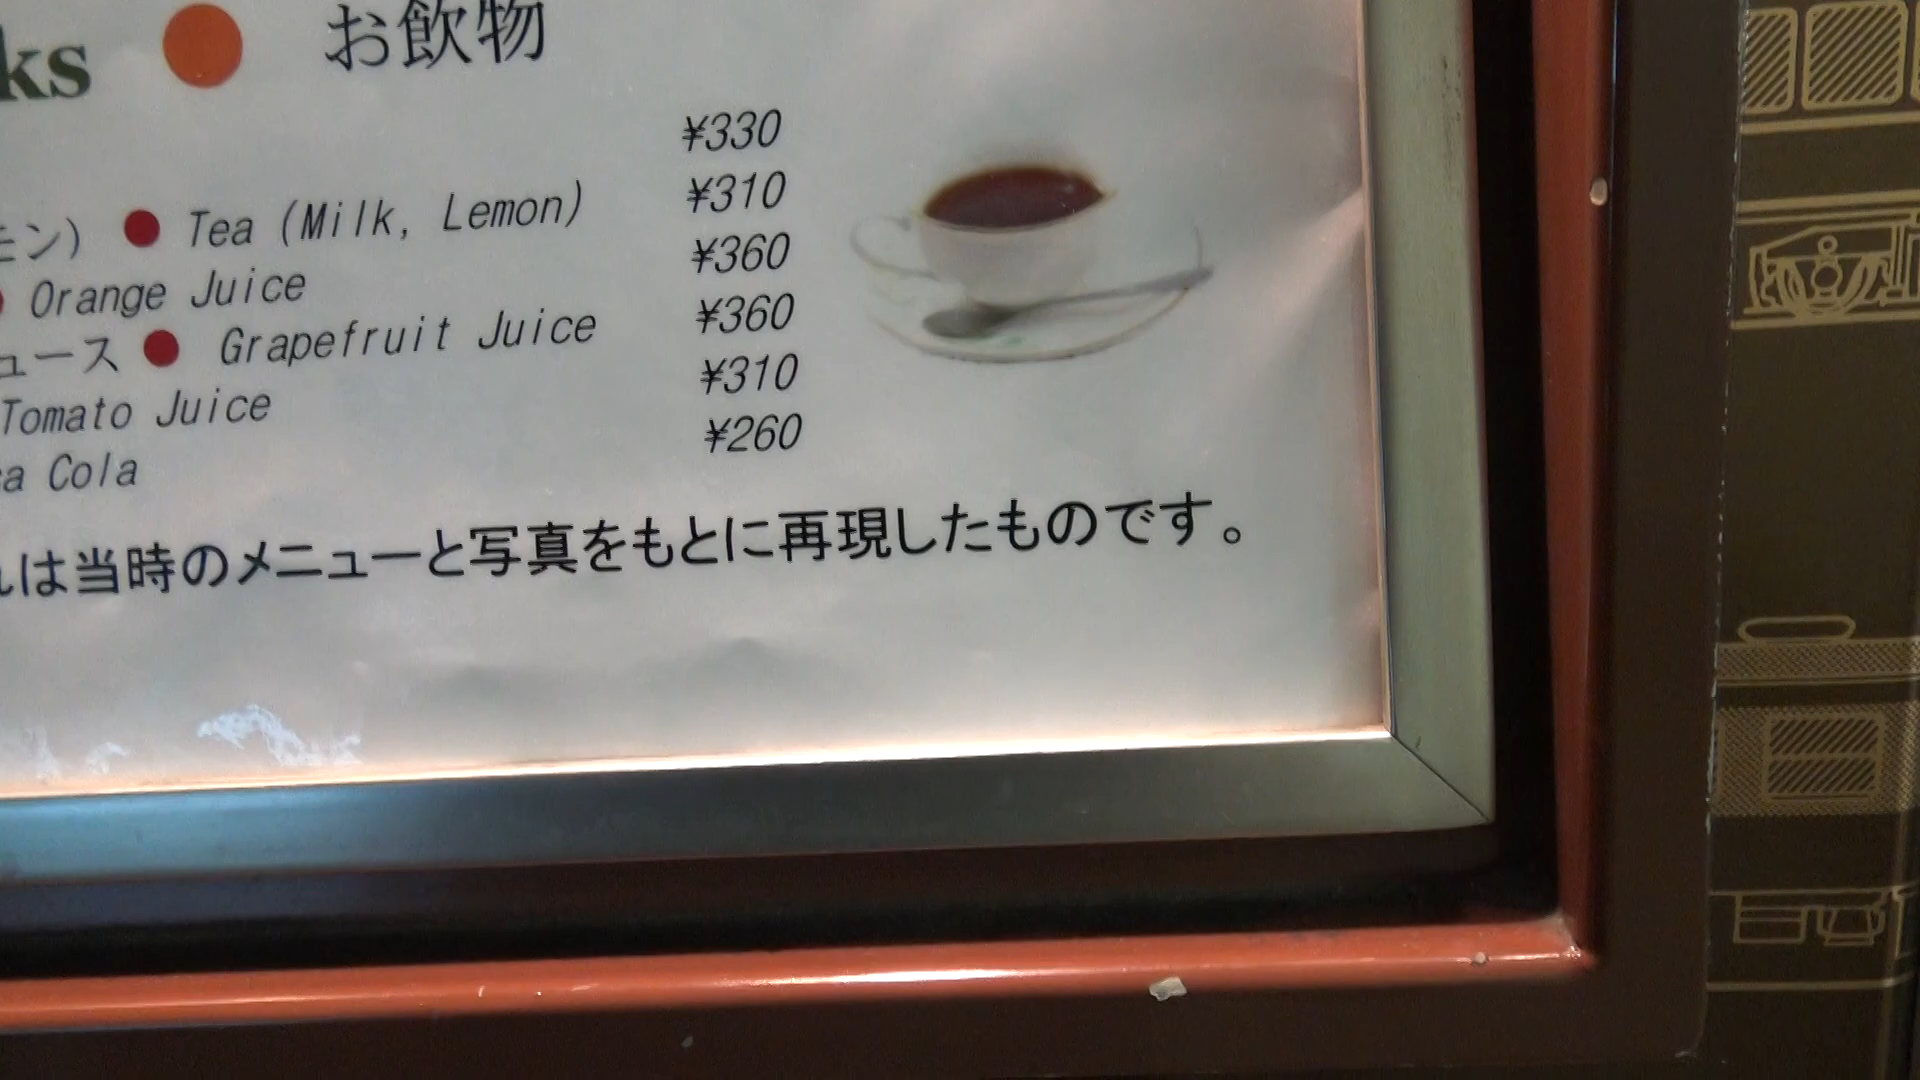 ks ● お飲物
¥330
モン) ● Tea (Milk, Lemon) ¥310
● Orange Juice ¥360
ュース ● Grapefruit Juice ¥360
Tomato Juice ¥310
a Cola ¥260
れは当時のメニューと写真をもとに再現したものです。